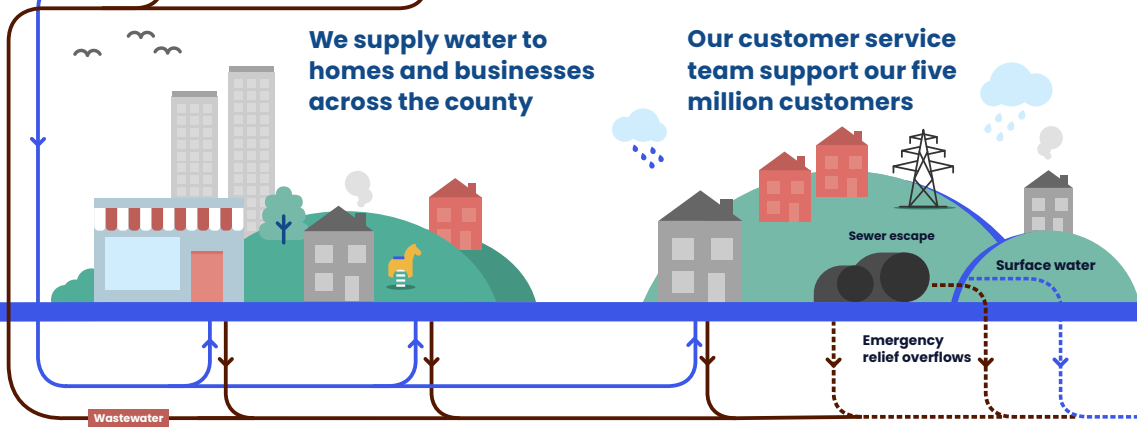 We supply water to
homes and businesses
across the county
Our customer service
team support our five
million customers
Sewer escape
Surface water
Emergency
relief overflows
Wastewater